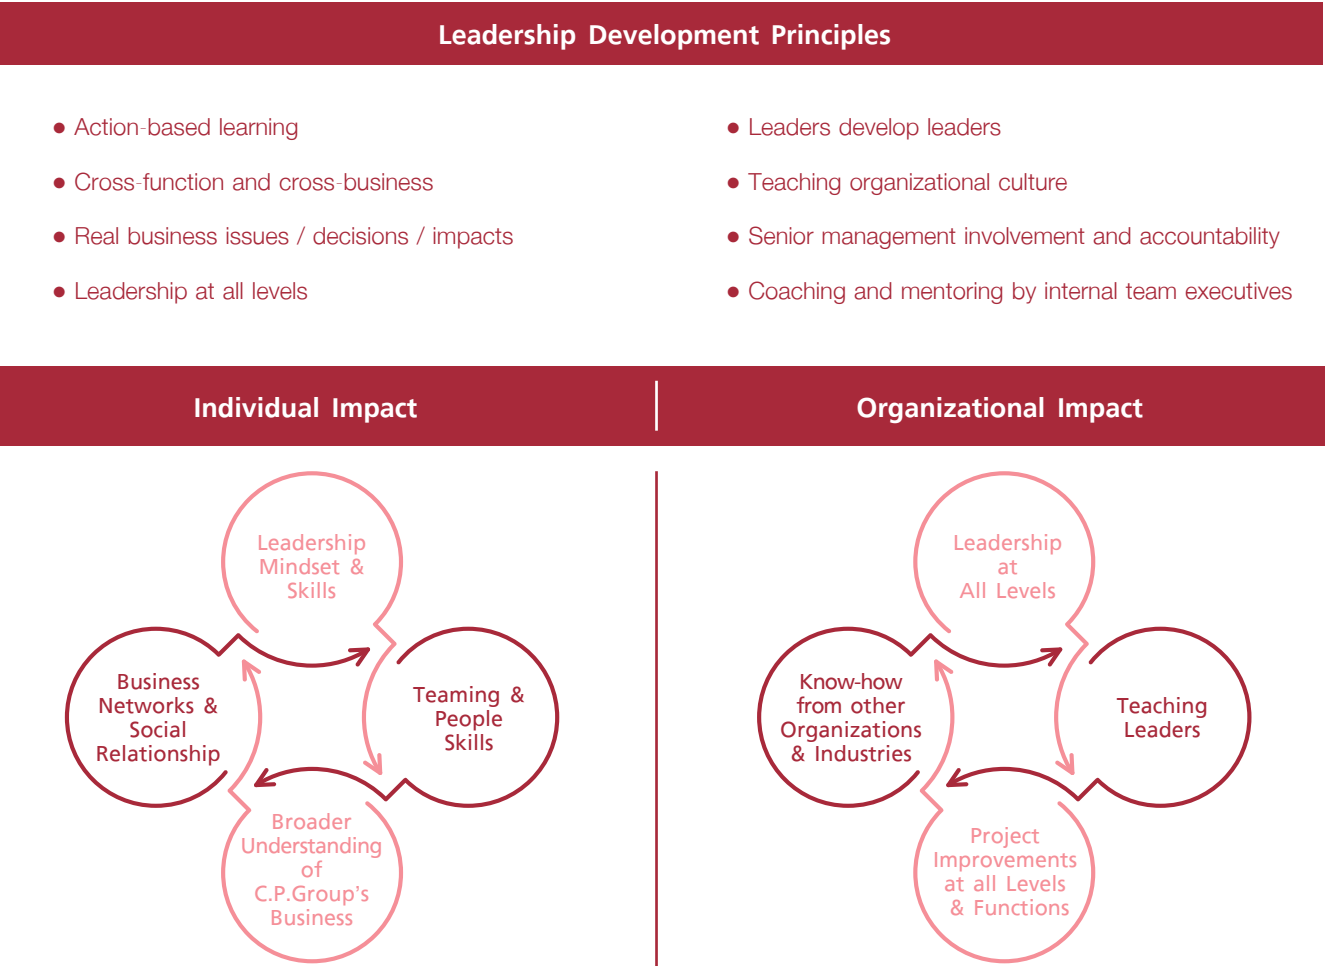 Leadership Development Principles
● Action-based learning
● Cross-function and cross-business
● Real business issues / decisions / impacts
● Leadership at all levels
● Leaders develop leaders
● Teaching organizational culture
● Senior management involvement and accountability
● Coaching and mentoring by internal team executives
Individual Impact
Leadership
Mindset &
Skills
Business
Networks &
Social
Relationship
Teaming &
People
Skills
Broader
Understanding
of
C.P.Group's
Business
Organizational Impact
Leadership
at
All Levels
Know-how
from other
Organizations
& Industries
Teaching
Leaders
Project
Improvements
at all Levels
& Functions